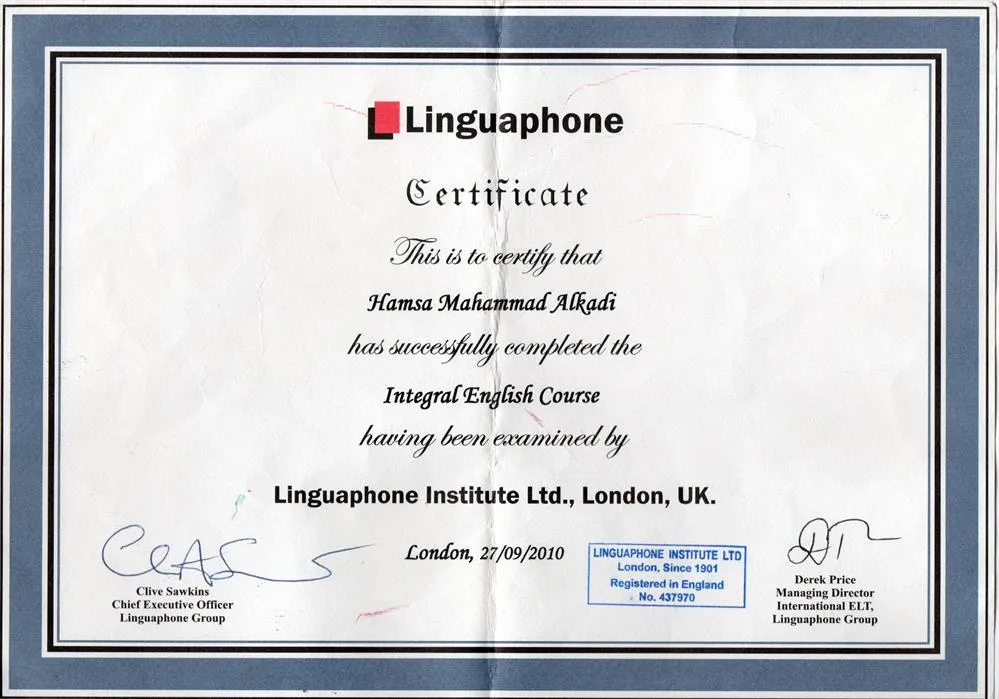 Linguaphone
Certificate
This is to certify that
Hamsa Mahammad Alkadi
has successfully completed the
Integral English Course
having been examined by
Linguaphone Institute Ltd., London, UK.
London, 27/09/2010
Clive Sawkins
Chief Executive Officer
Linguaphone Group
LINGUAPHONE INSTITUTE LTD
London, Since 1901
Registered in England
No. 437970
Derek Price
Managing Director
International ELT,
Linguaphone Group